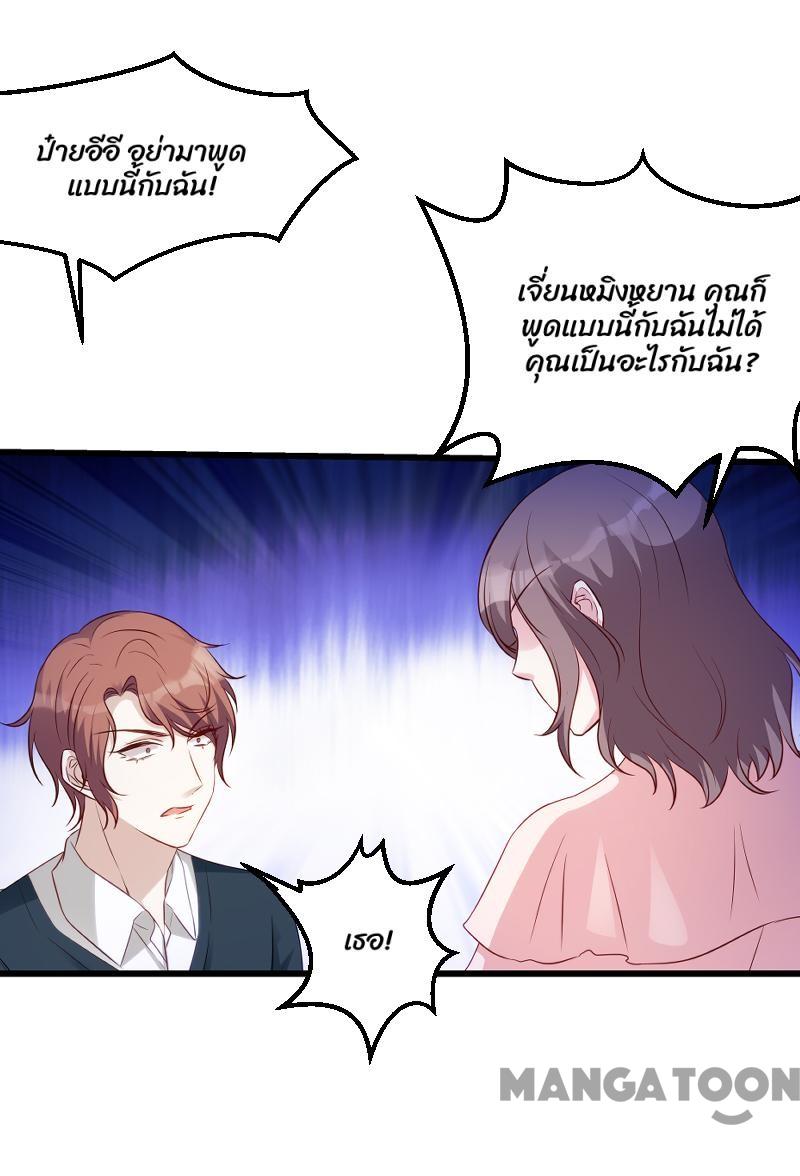 ป๋ายอีอี อย่ามาพูด
แบบนี้กับฉัน!
เจี่ยนหมิงหยาน คุณก็
พูดแบบนี้กับฉันไม่ได้
คุณเป็นอะไรกับฉัน?
เธอ!
MANGATOON